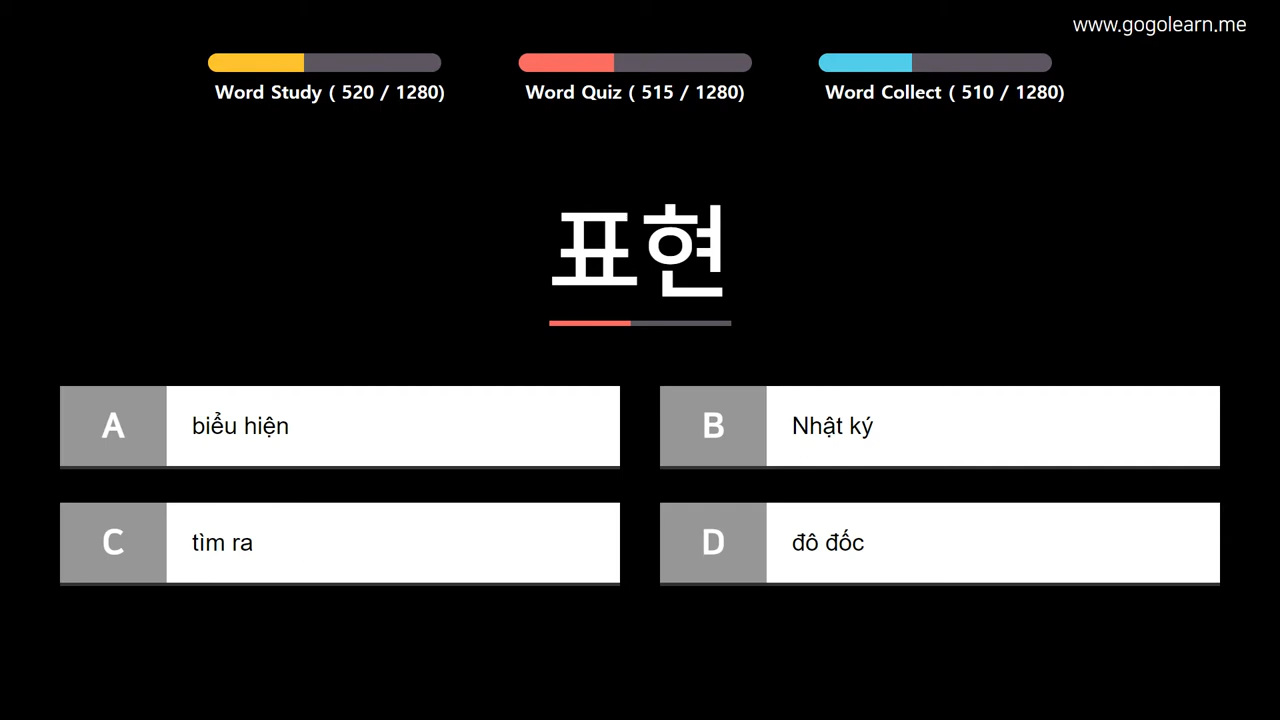 www.gogolearn.me
Word Study ( 520 / 1280)
Word Quiz ( 515 / 1280)
Word Collect ( 510 / 1280)
표현
A biểu hiện
B Nhật ký
C tìm ra
D đô đốc